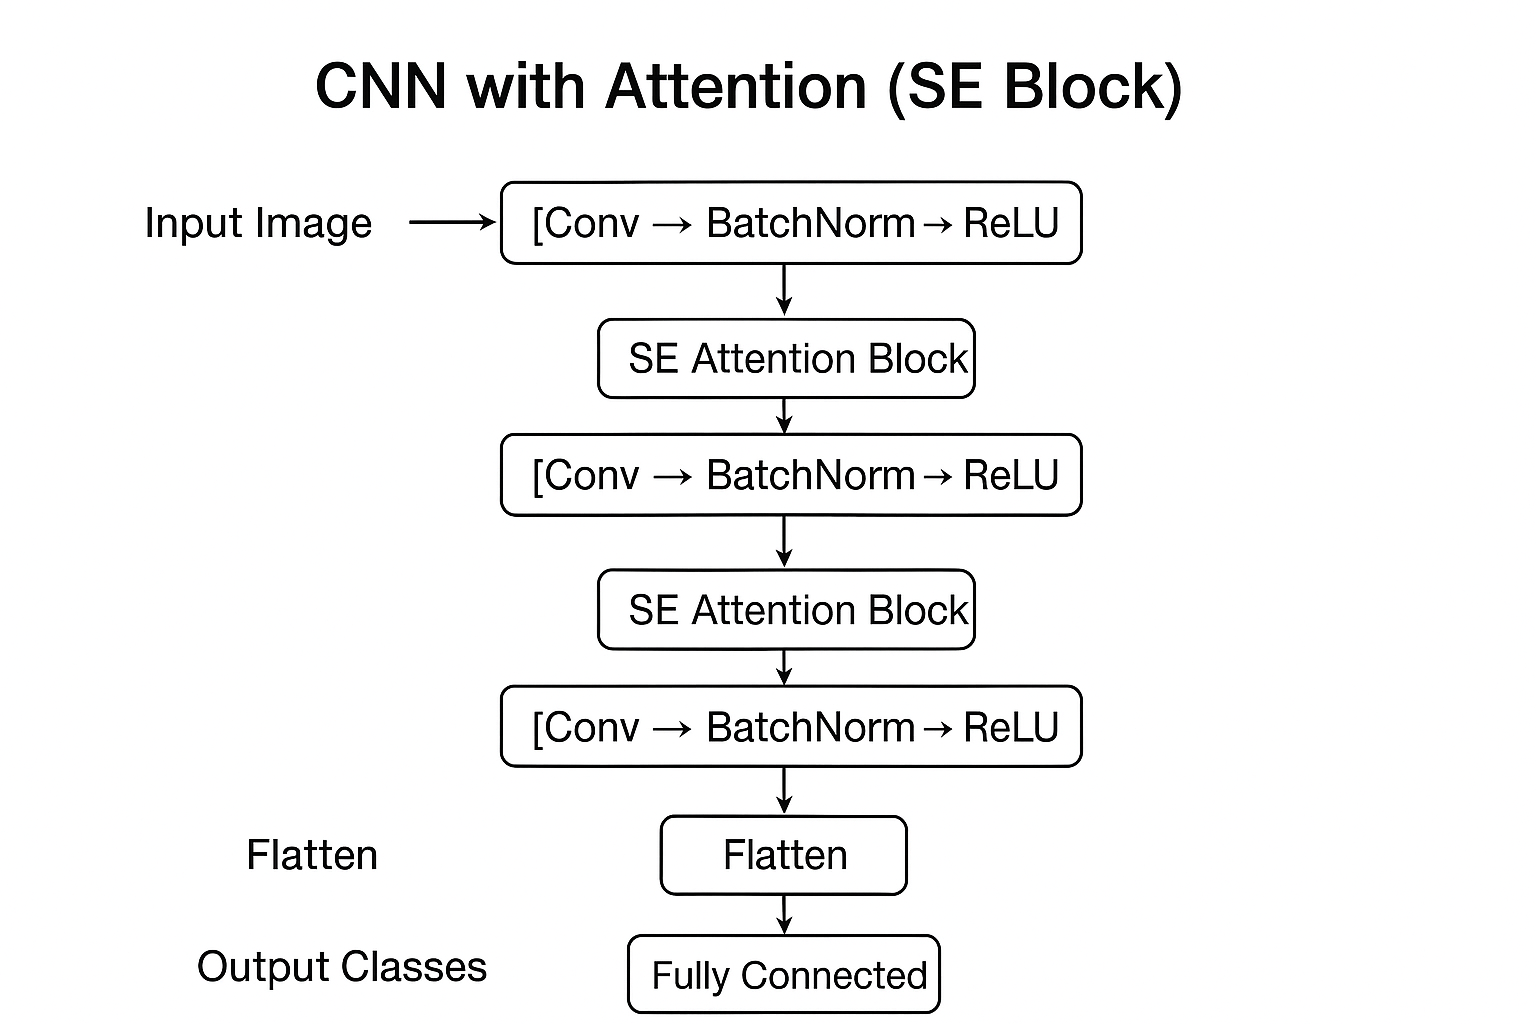 CNN with Attention (SE Block)
Input Image → [Conv → BatchNorm → ReLU
SE Attention Block
[Conv → BatchNorm → ReLU
SE Attention Block
[Conv → BatchNorm → ReLU
Flatten
Flatten
Output Classes
Fully Connected